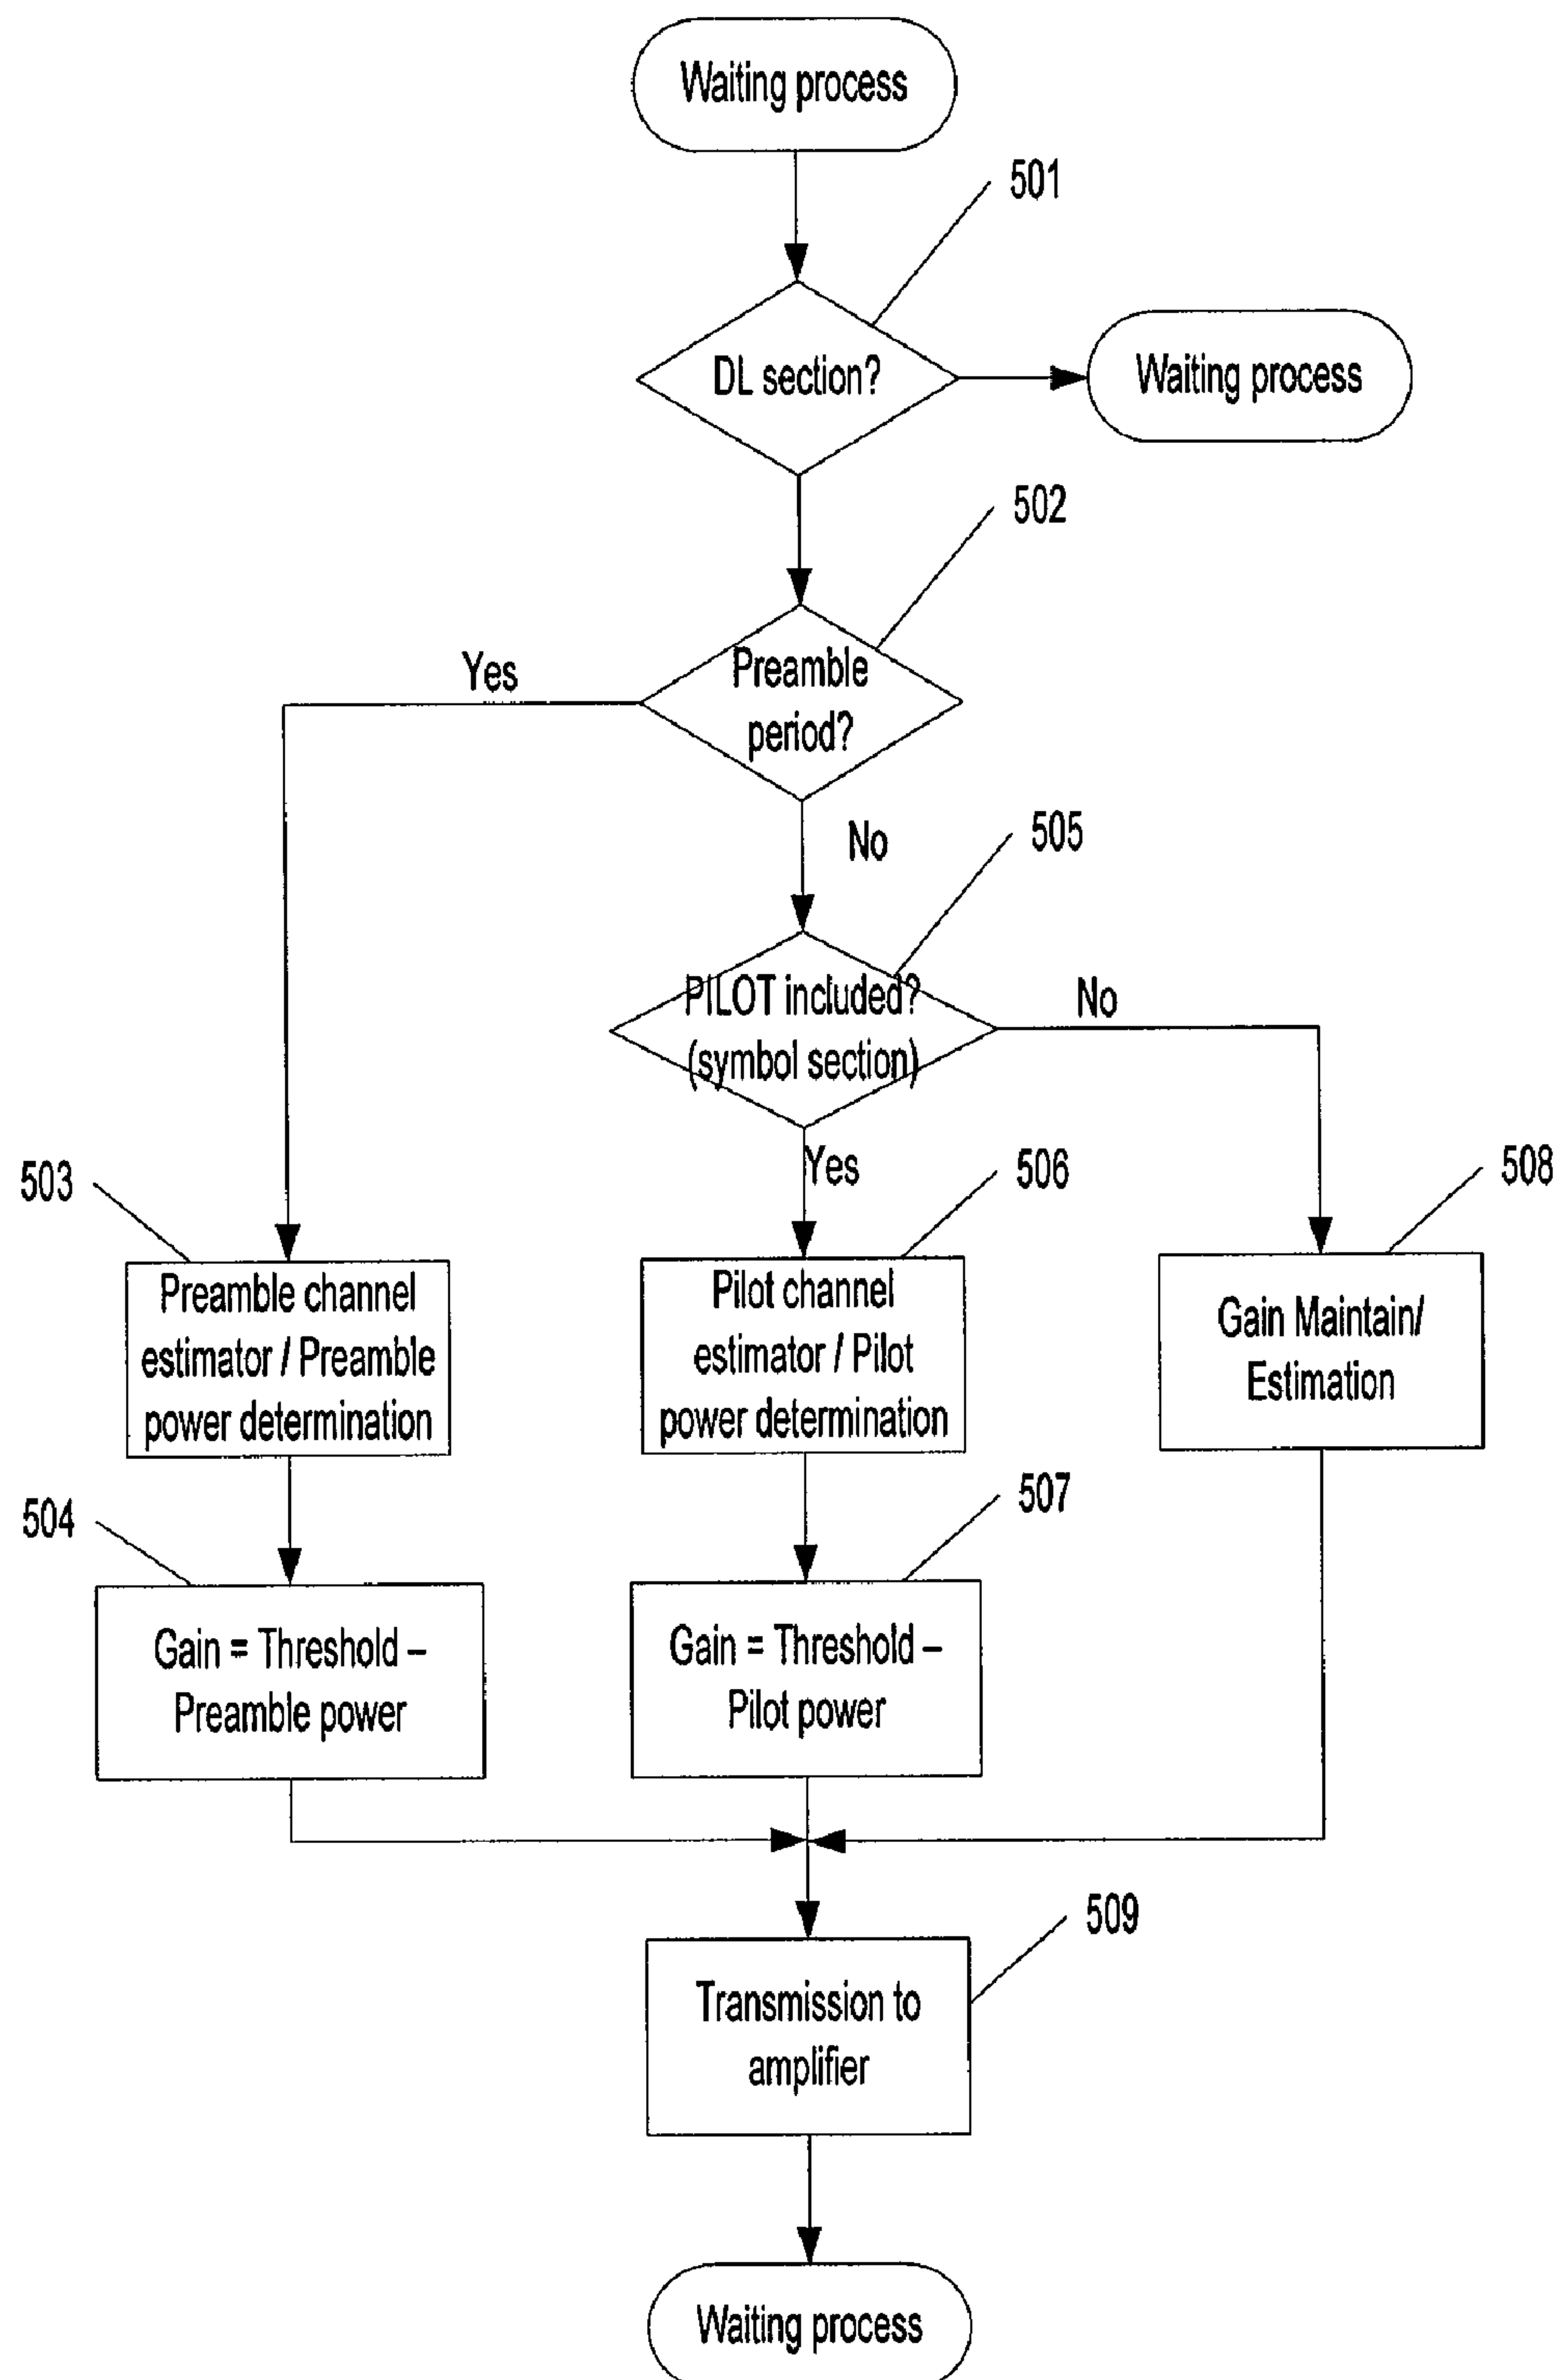 Waiting process
501
DL section?
Waiting process
502
Preamble
period?
Yes
No
505
PILOT included?
(symbol section)
No
Yes
503
506
508
Preamble channel
estimator / Preamble
power determination
Pilot channel
estimator / Pilot
power determination
Gain Maintain/
Estimation
504
507
Gain = Threshold –
Preamble power
Gain = Threshold –
Pilot power
509
Transmission to
amplifier
Waiting process